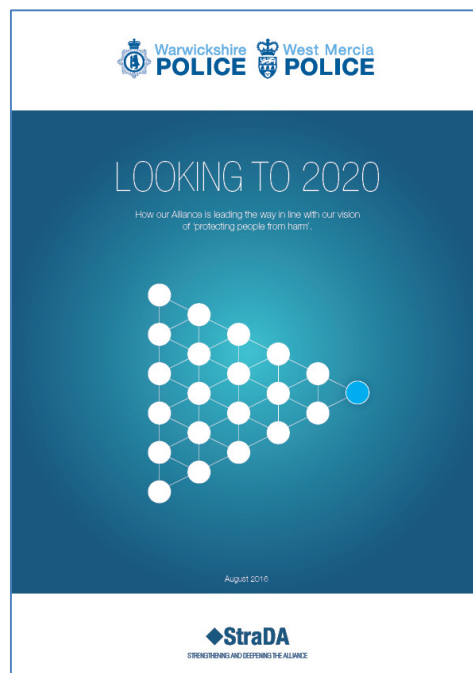 Warwickshire POLICE
West Mercia POLICE
LOOKING TO 2020
How our Alliance is leading the way in line with our vision
of 'protecting people from harm'.
August 2016
StraDA
STRENGTHENING AND DEEPENING THE ALLIANCE